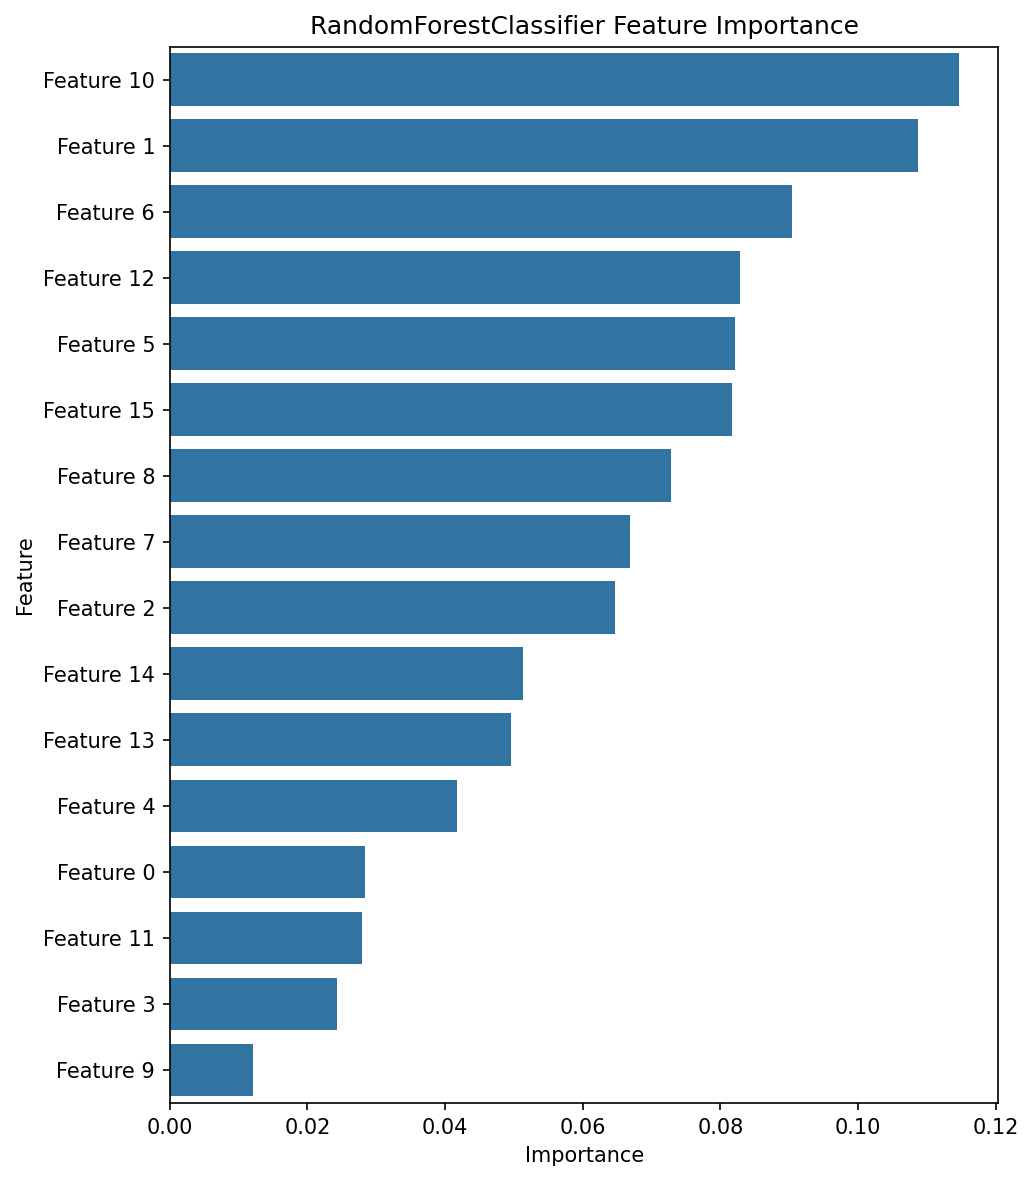 RandomForestClassifier Feature Importance
Feature 10
Feature 1
Feature 6
Feature 12
Feature 5
Feature 15
Feature 8
Feature 7
Feature 2
Feature 14
Feature 13
Feature 4
Feature 0
Feature 11
Feature 3
Feature 9
Feature
0.00 0.02 0.04 0.06 0.08 0.10 0.12
Importance